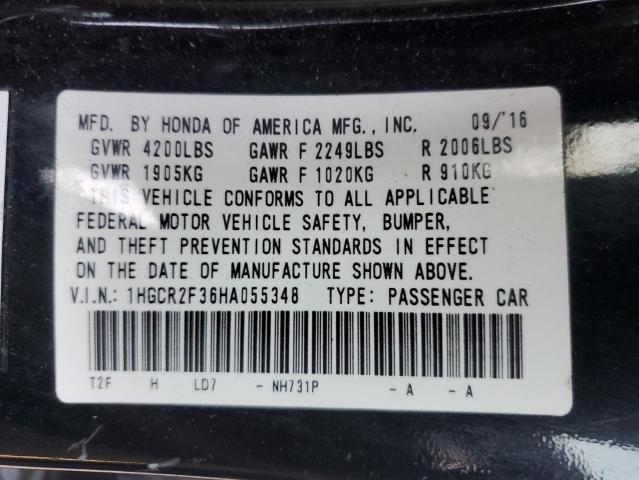 MFD. BY HONDA OF AMERICA MFG., INC. 09/'16
GVWR 4200LBS GAWR F 2249LBS R 2006LBS
GVWR 1905KG GAWR F 1020KG R 910KG
THIS VEHICLE CONFORMS TO ALL APPLICABLE
FEDERAL MOTOR VEHICLE SAFETY, BUMPER,
AND THEFT PREVENTION STANDARDS IN EFFECT
ON THE DATE OF MANUFACTURE SHOWN ABOVE.
V.I.N.: 1HGCR2F36HA055348 TYPE: PASSENGER CAR
T2F H LD7 - NH731P - A - A